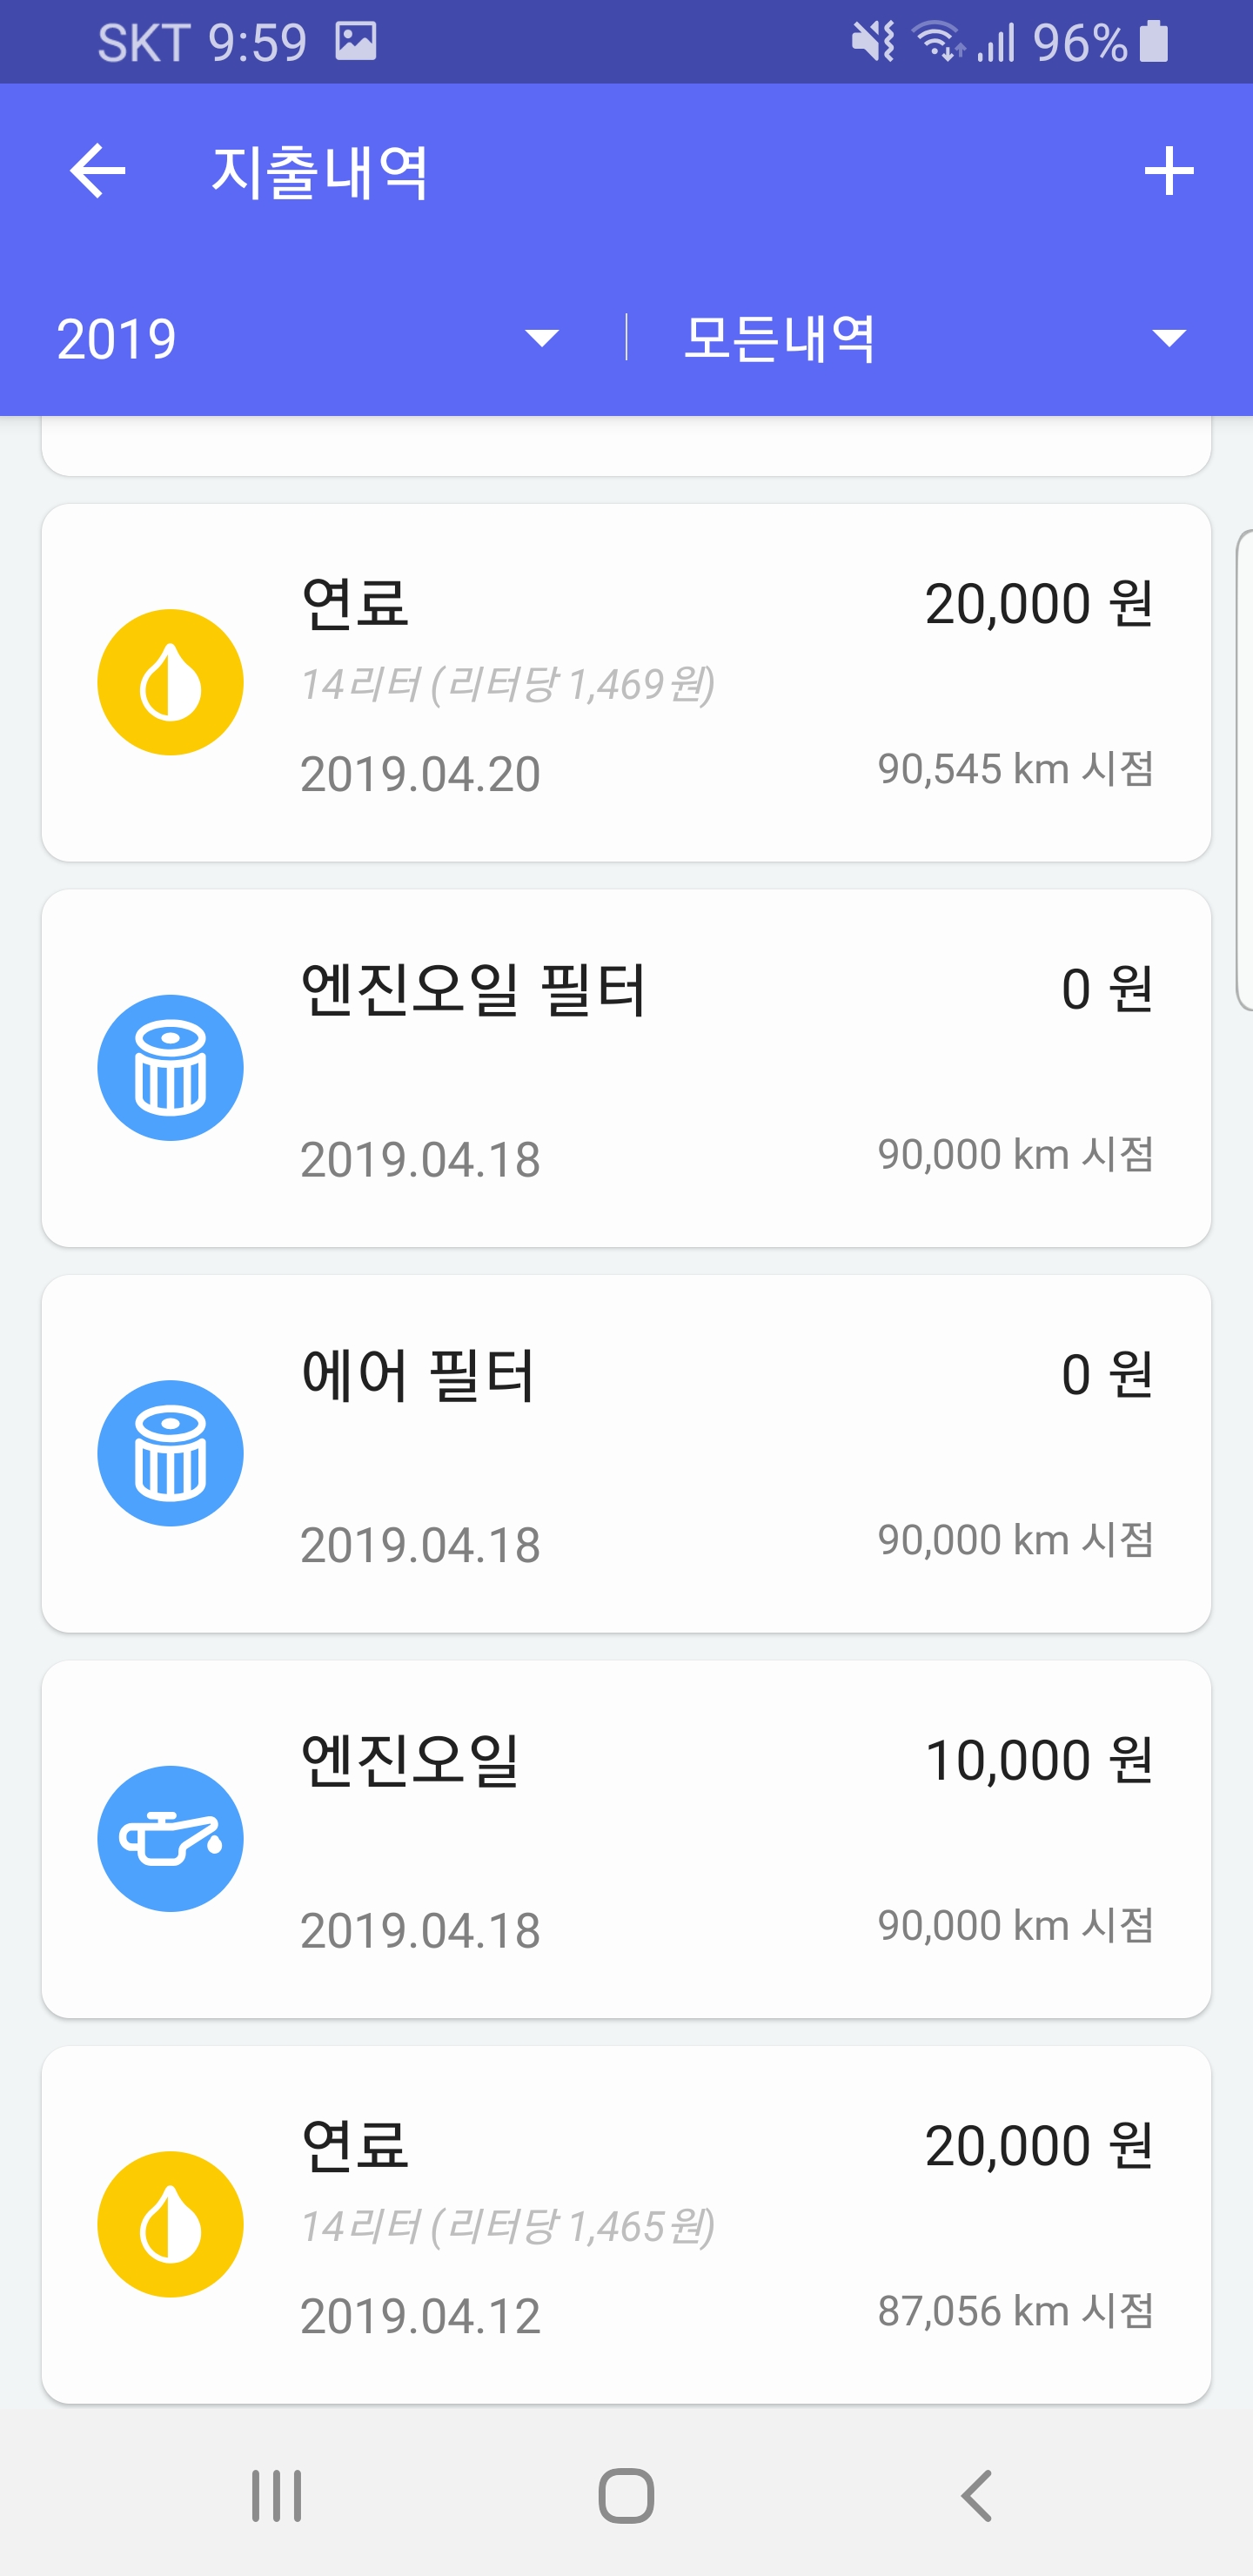 SKT 9:59 96%
지출내역
2019 모든내역
연료 20,000 원
14리터 (리터당 1,469원)
2019.04.20 90,545 km 시점
엔진오일 필터 0 원
2019.04.18 90,000 km 시점
에어 필터 0 원
2019.04.18 90,000 km 시점
엔진오일 10,000 원
2019.04.18 90,000 km 시점
연료 20,000 원
14리터 (리터당 1,465원)
2019.04.12 87,056 km 시점